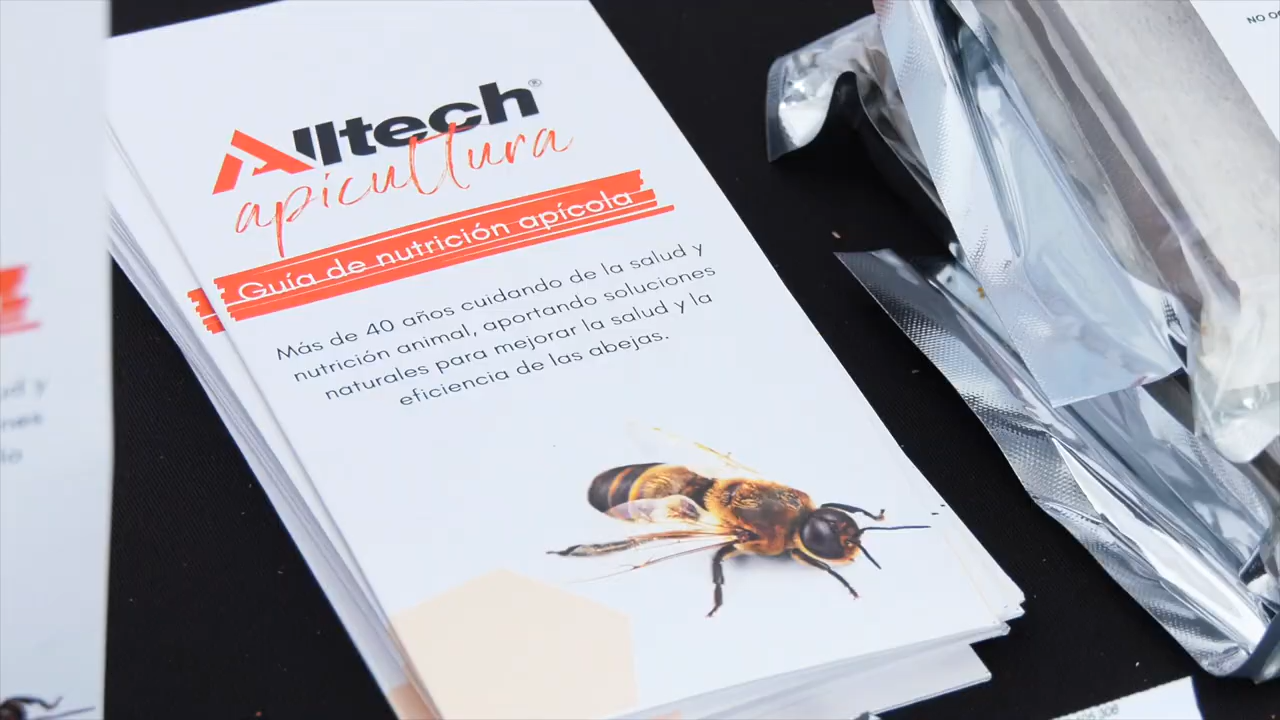 Alltech®
apicultura
Guía de nutrición apícola
Más de 40 años cuidando de la salud y
nutrición animal, aportando soluciones
naturales para mejorar la salud y la
eficiencia de las abejas.
NO